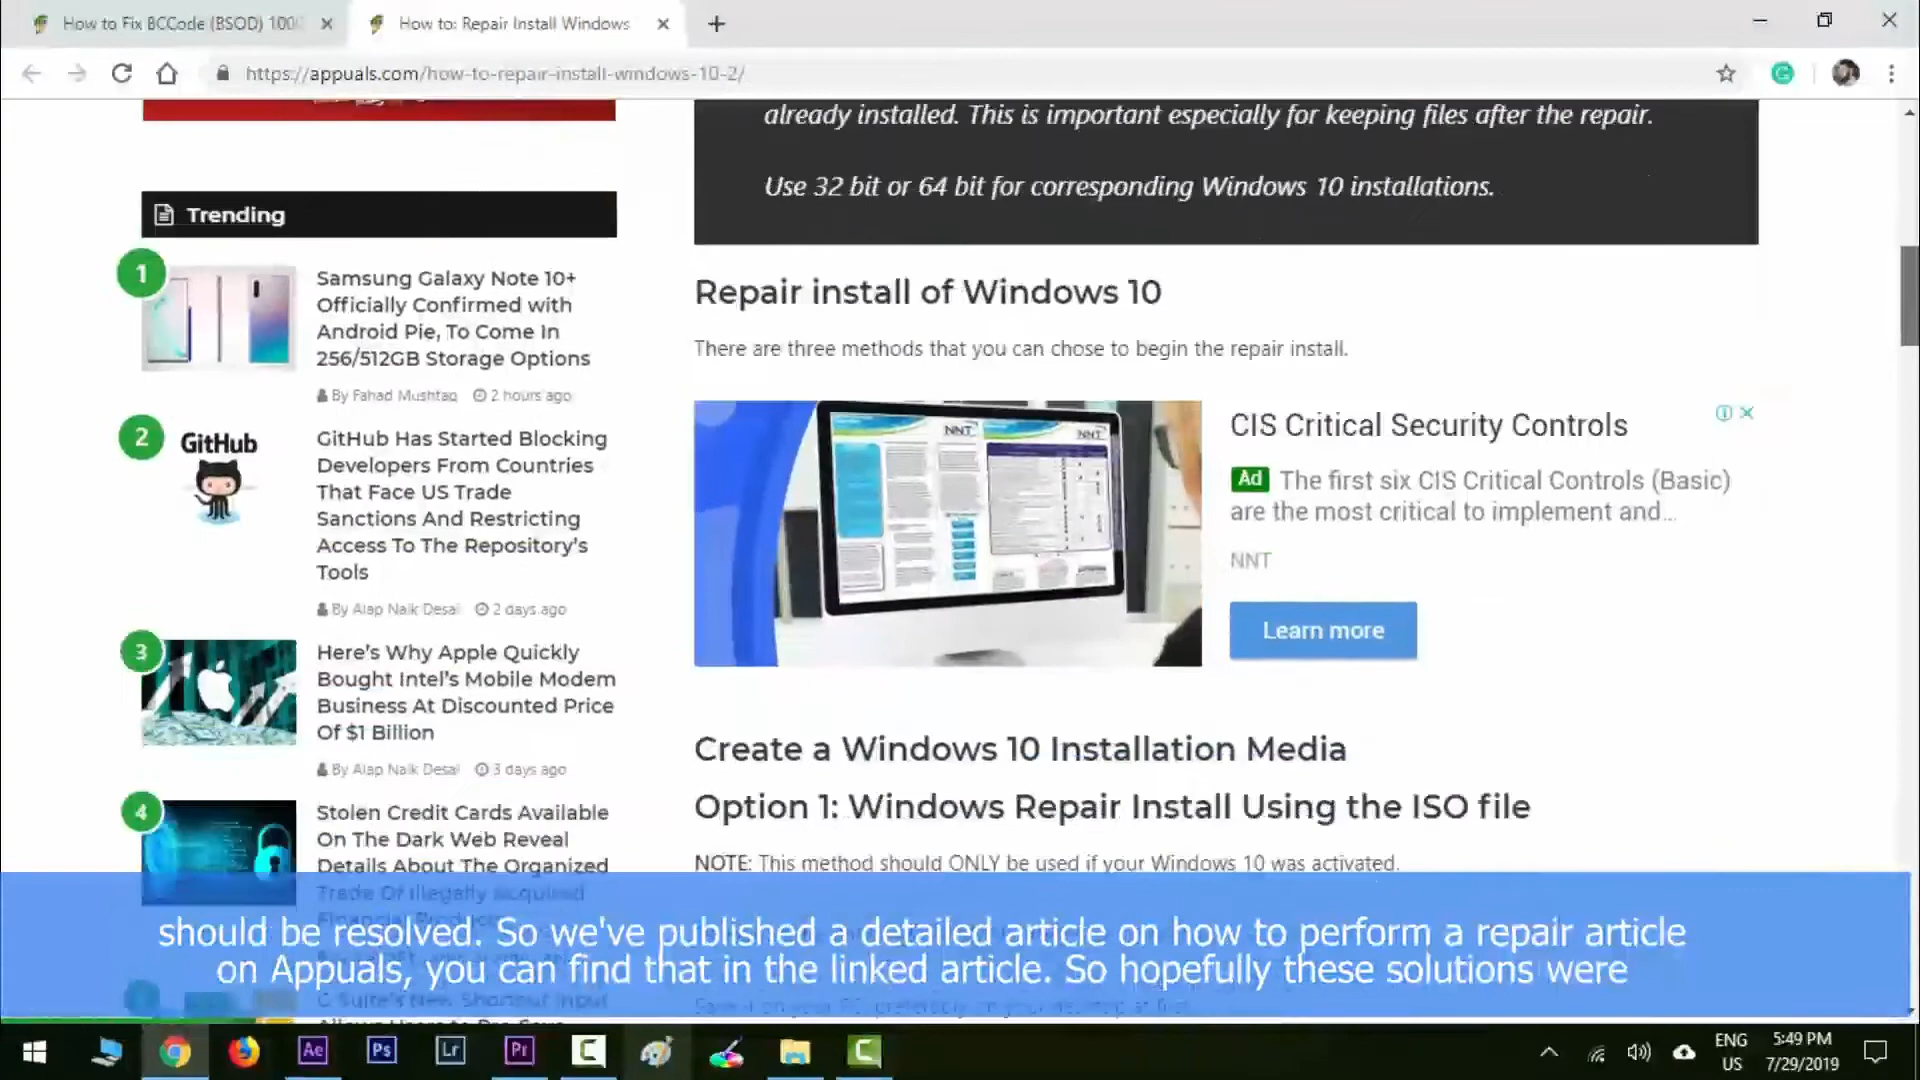 How to Fix BCCode (BSOD) 100
How to: Repair Install Windows
https://appuals.com/how-to-repair-install-windows-10-2/
already installed. This is important especially for keeping files after the repair.
Use 32 bit or 64 bit for corresponding Windows 10 installations.
Trending
1
Samsung Galaxy Note 10+
Officially Confirmed with
Android Pie, To Come In
256/512GB Storage Options
By Fahad Mushtaq 2 hours ago
2
GitHub
GitHub Has Started Blocking
Developers From Countries
That Face US Trade
Sanctions And Restricting
Access To The Repository's
Tools
By Alap Naik Desai 2 days ago
3
Here's Why Apple Quickly
Bought Intel's Mobile Modem
Business At Discounted Price
Of $1 Billion
By Alap Naik Desai 3 days ago
4
Stolen Credit Cards Available
On The Dark Web Reveal
Details About The Organized
Trade Of Illegally Acquired
Repair install of Windows 10
There are three methods that you can chose to begin the repair install.
NNT
NNT
CIS Critical Security Controls
Ad The first six CIS Critical Controls (Basic)
are the most critical to implement and...
NNT
Learn more
Create a Windows 10 Installation Media
Option 1: Windows Repair Install Using the ISO file
NOTE: This method should ONLY be used if your Windows 10 was activated.
should be resolved. So we've published a detailed article on how to perform a repair article
on Appuals, you can find that in the linked article. So hopefully these solutions were
Ae
Ps
Lr
Pr
ENG
US
5:49 PM
7/29/2019